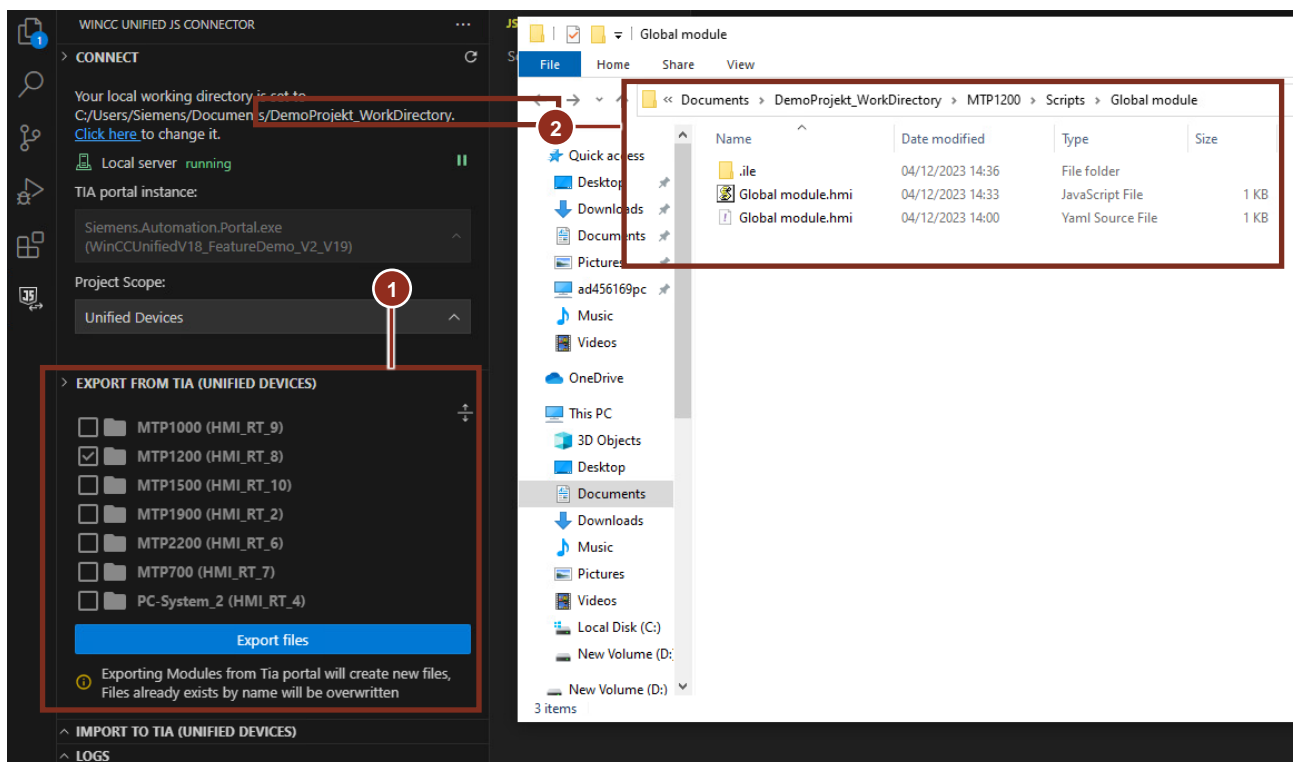 WINCC UNIFIED JS CONNECTOR
CONNECT
Your local working directory is set to
C:/Users/Siemens/Documents/DemoProjekt_WorkDirectory.
Click here to change it.
Local server running
TIA portal instance:
Siemens.Automation.Portal.exe
(WinCCUnifiedV18_FeatureDemo_V2_V19)
Project Scope:
1
Unified Devices
EXPORT FROM TIA (UNIFIED DEVICES)
MTP1000 (HMI_RT_9)
MTP1200 (HMI_RT_8)
MTP1500 (HMI_RT_10)
MTP1900 (HMI_RT_2)
MTP2200 (HMI_RT_6)
MTP700 (HMI_RT_7)
PC-System_2 (HMI_RT_4)
Export files
Exporting Modules from Tia portal will create new files,
Files already exists by name will be overwritten
IMPORT TO TIA (UNIFIED DEVICES)
LOGS
1
JS
JS
Global module
File Home Share View
« Documents > DemoProjekt_WorkDirectory > MTP1200 > Scripts > Global module
2
Name Date modified Type Size
.ile 04/12/2023 14:36 File folder
Global module.hmi 04/12/2023 14:33 JavaScript File 1 KB
Global module.hmi 04/12/2023 14:00 Yaml Source File 1 KB
Quick access
Desktop
Downloads
Documents
Pictures
ad456169pc
Music
Videos
OneDrive
This PC
3D Objects
Desktop
Documents
Downloads
Music
Pictures
Videos
Local Disk (C:)
New Volume (D:)
New Volume (D:)
3 items